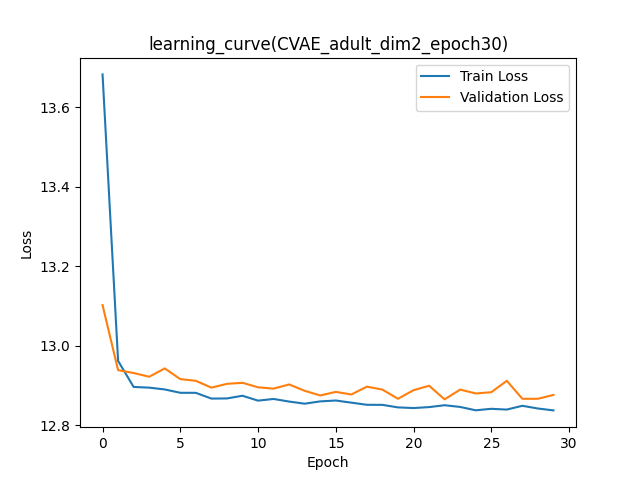 learning_curve(CVAE_adult_dim2_epoch30)
Train Loss
Validation Loss
13.6
13.4
13.2
13.0
12.8
Loss
0 5 10 15 20 25 30
Epoch